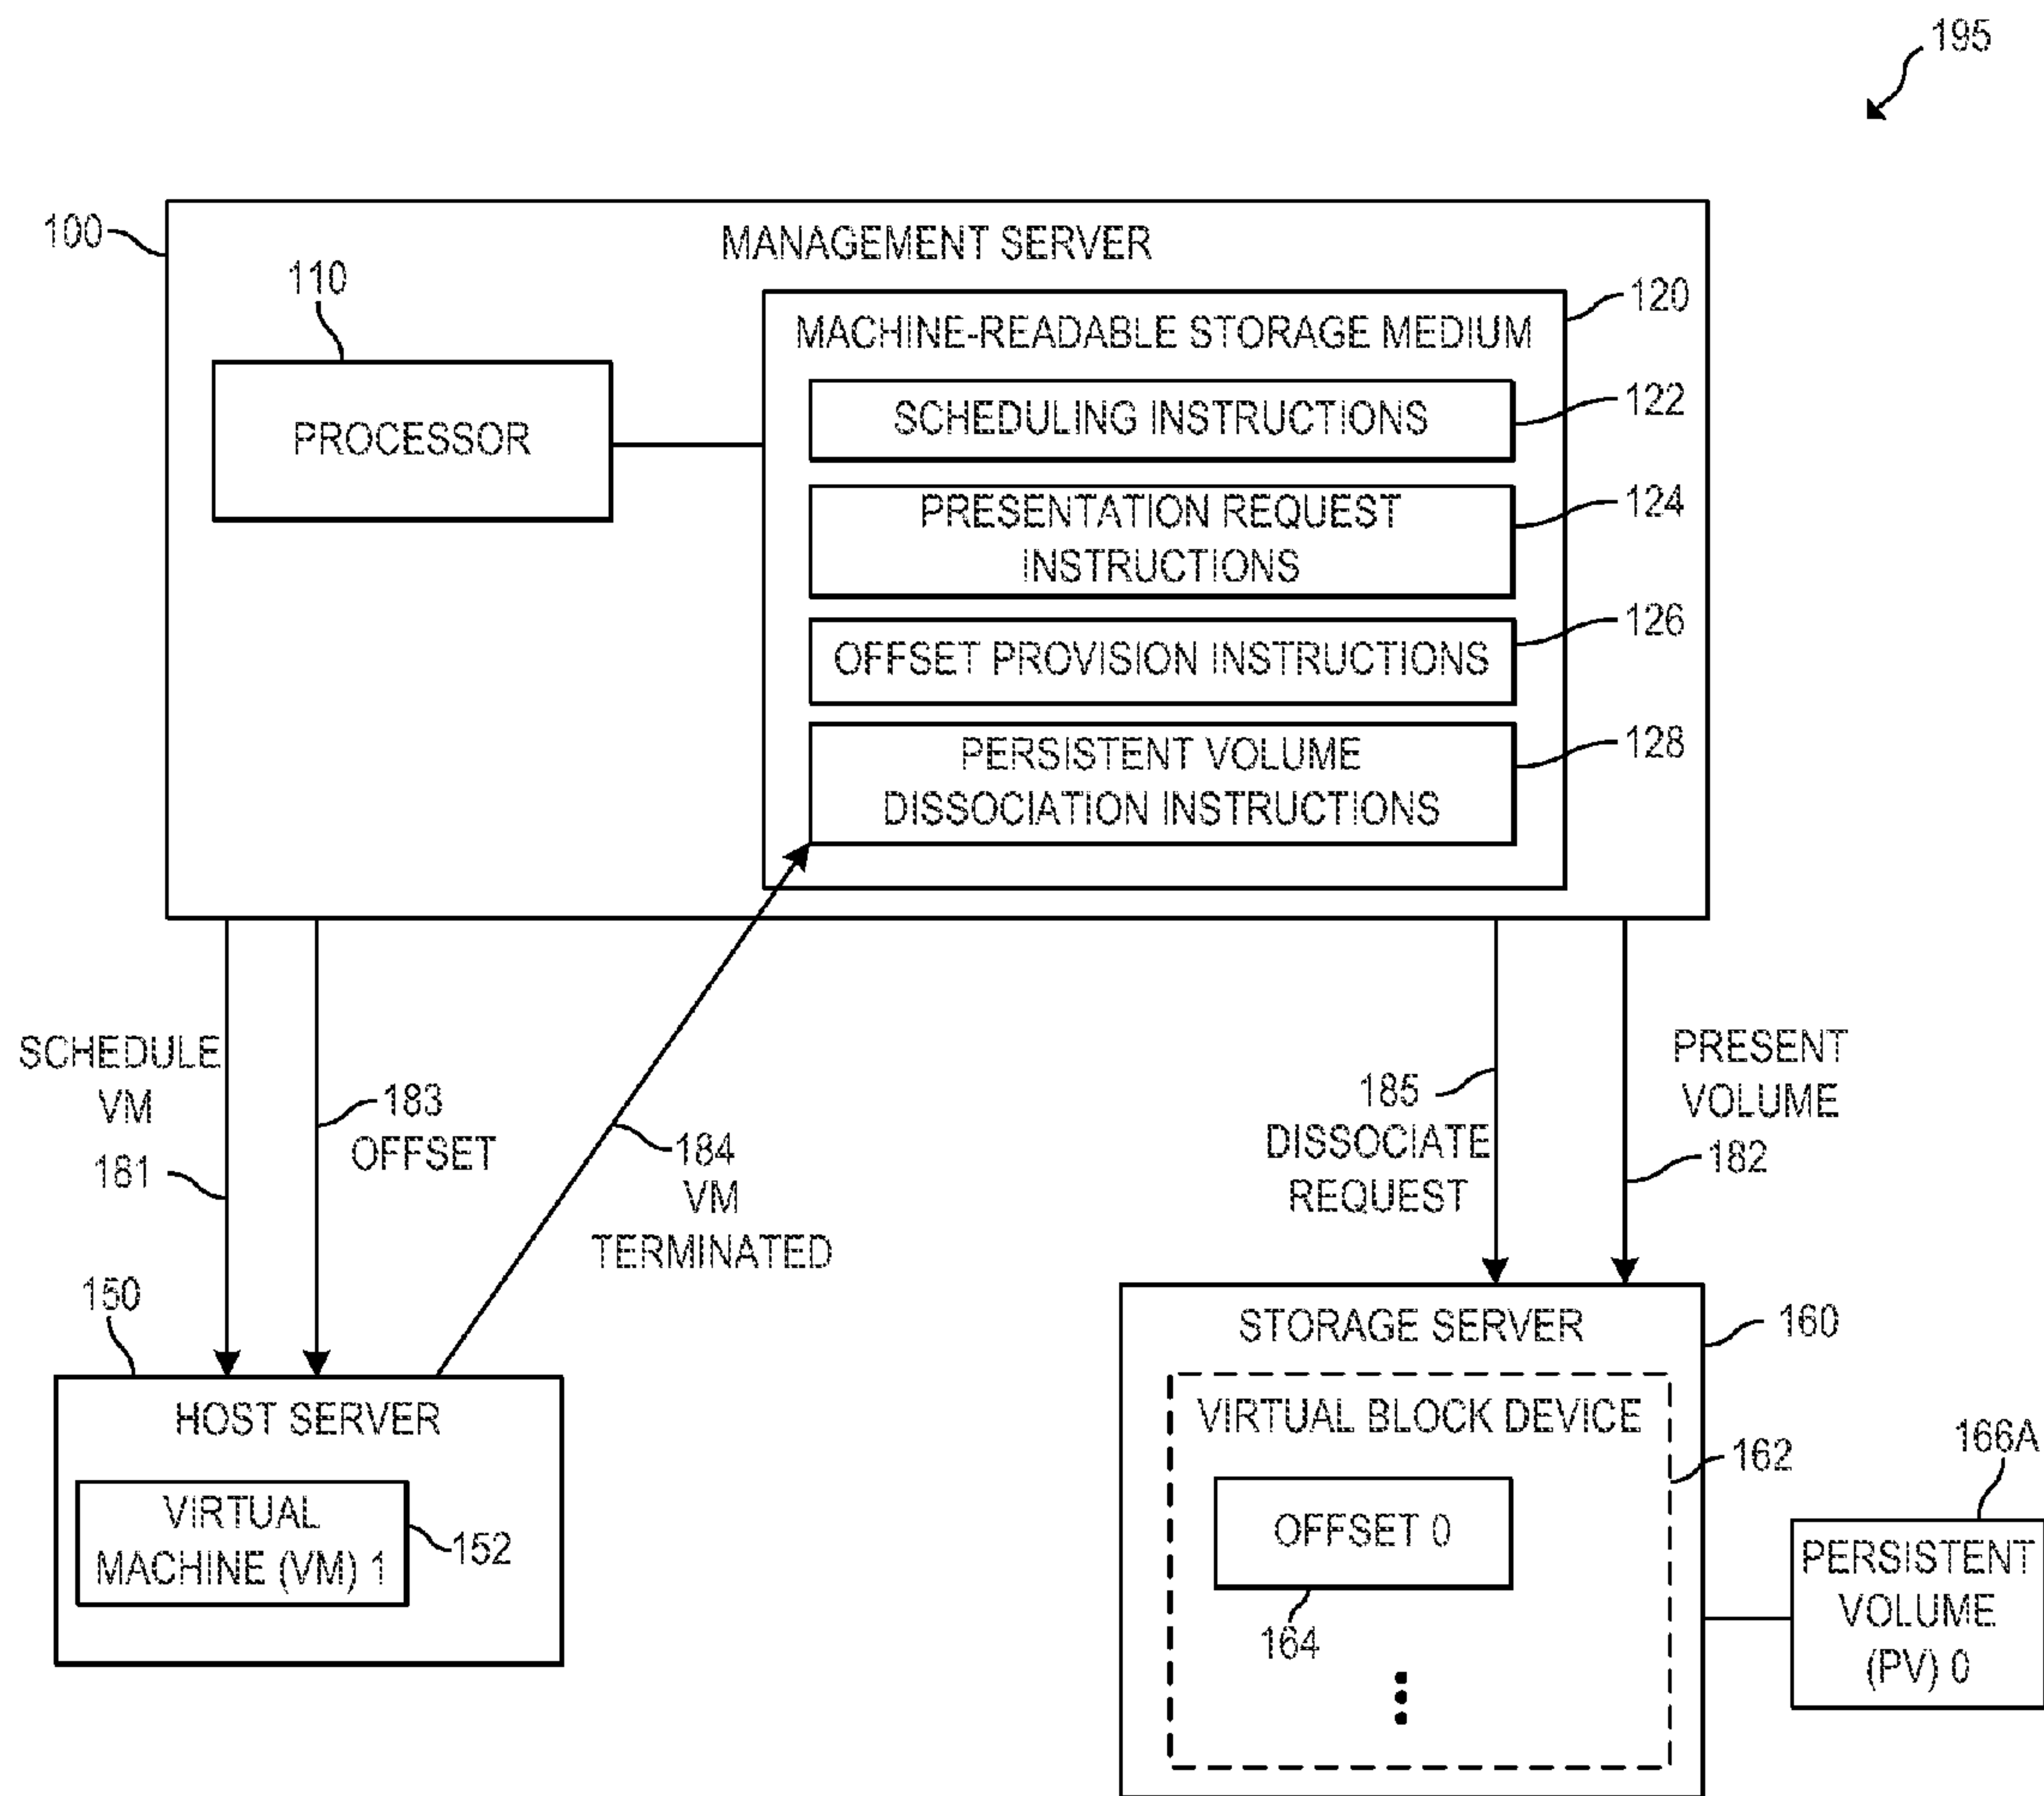 195
100
MANAGEMENT SERVER
110
120
MACHINE-READABLE STORAGE MEDIUM
PROCESSOR
SCHEDULING INSTRUCTIONS
122
PRESENTATION REQUEST
INSTRUCTIONS
124
OFFSET PROVISION INSTRUCTIONS
126
PERSISTENT VOLUME
DISSOCIATION INSTRUCTIONS
128
SCHEDULE
VM
181
183
OFFSET
184
VM
TERMINATED
185
DISSOCIATE
REQUEST
PRESENT
VOLUME
182
150
HOST SERVER
VIRTUAL
MACHINE (VM) 1
152
STORAGE SERVER
160
VIRTUAL BLOCK DEVICE
162
OFFSET 0
164
166A
PERSISTENT
VOLUME
(PV) 0